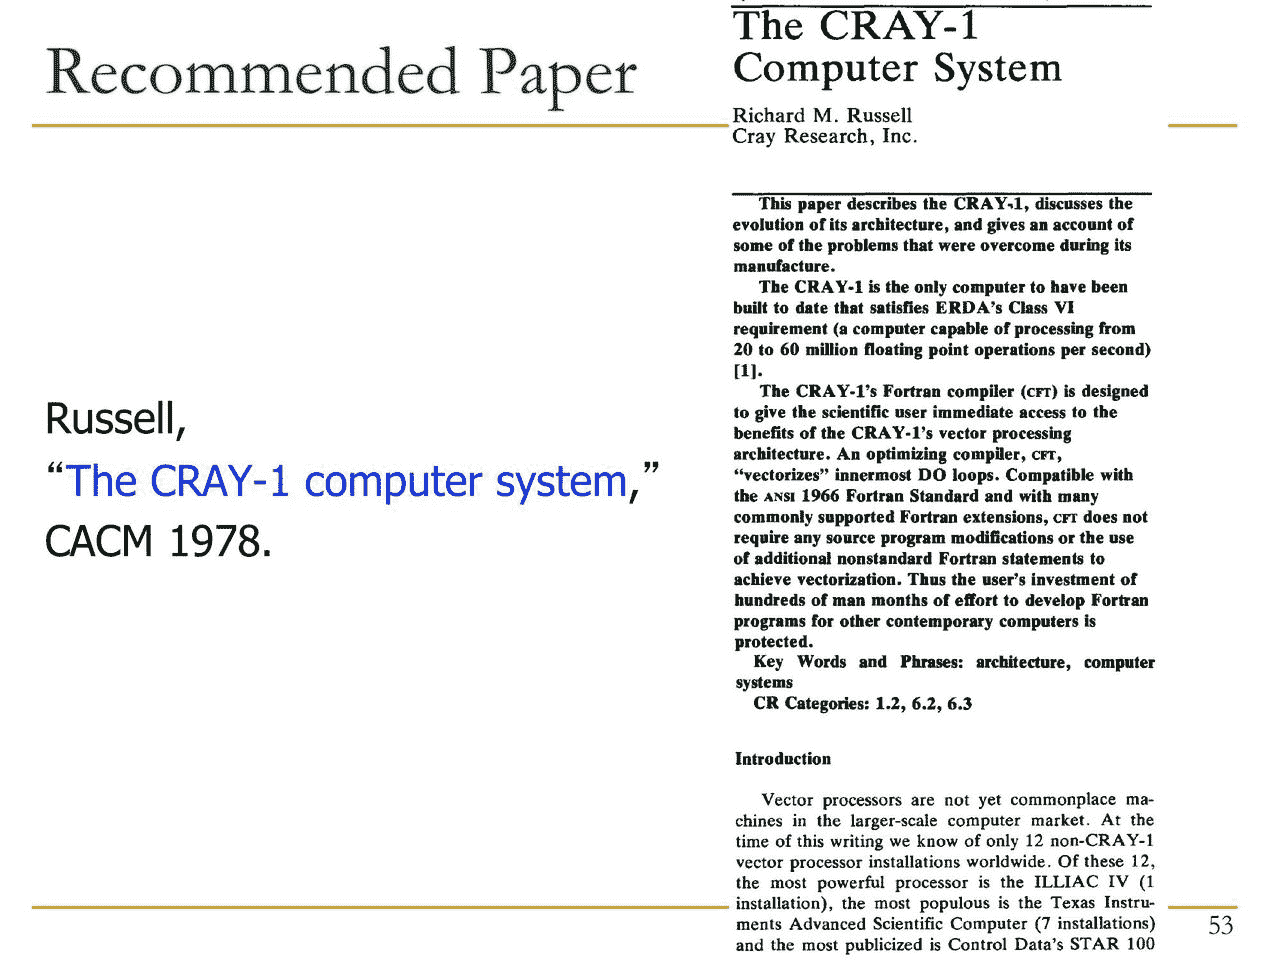 Recommended Paper
Russell,
“The CRAY-1 computer system,”
CACM 1978.
The CRAY-1
Computer System
Richard M. Russell
Cray Research, Inc.
This paper describes the CRAY-1, discusses the
evolution of its architecture, and gives an account of
some of the problems that were overcome during its
manufacture.
The CRAY-1 is the only computer to have been
built to date that satisfies ERDA's Class VI
requirement (a computer capable of processing from
20 to 60 million floating point operations per second)
[1].
The CRAY-1's Fortran compiler (CFT) is designed
to give the scientific user immediate access to the
benefits of the CRAY-1's vector processing
architecture. An optimizing compiler, CFT,
“vectorizes” innermost DO loops. Compatible with
the ANSI 1966 Fortran Standard and with many
commonly supported Fortran extensions, CFT does not
require any source program modifications or the use
of additional nonstandard Fortran statements to
achieve vectorization. Thus the user's investment of
hundreds of man months of effort to develop Fortran
programs for other contemporary computers is
protected.
Key Words and Phrases: architecture, computer
systems
CR Categories: 1.2, 6.2, 6.3
Introduction
Vector processors are not yet commonplace ma-
chines in the larger-scale computer market. At the
time of this writing we know of only 12 non-CRAY-1
vector processor installations worldwide. Of these 12,
the most powerful processor is the ILLIAC IV (1
installation), the most populous is the Texas Instru-
ments Advanced Scientific Computer (7 installations)
and the most publicized is Control Data's STAR 100
53